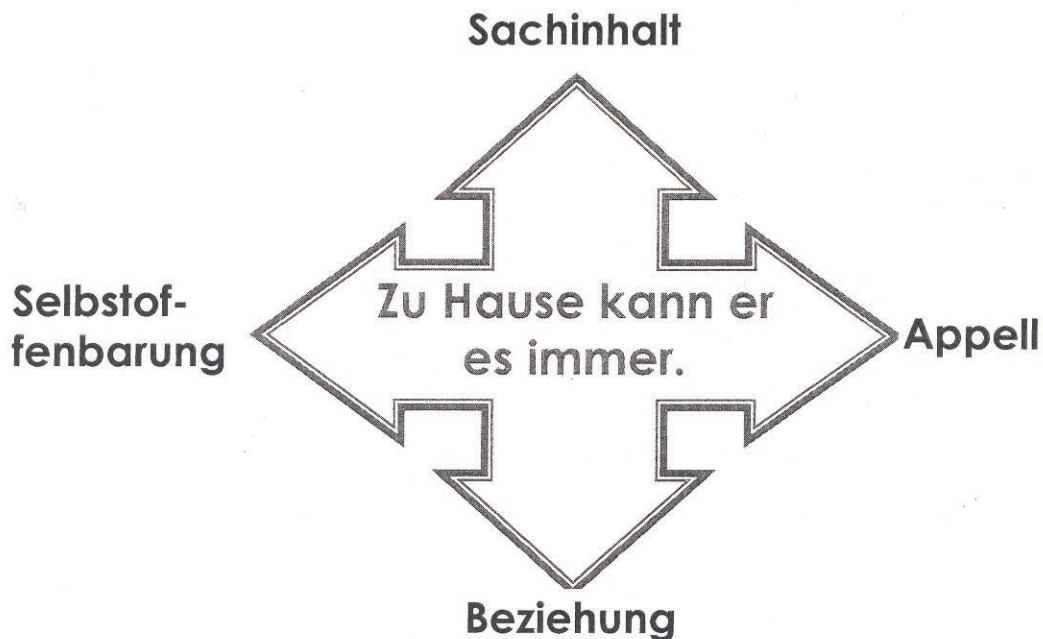 Sachinhalt
Selbstof-
fenbarung
Zu Hause kann er
es immer.
Appell
Beziehung